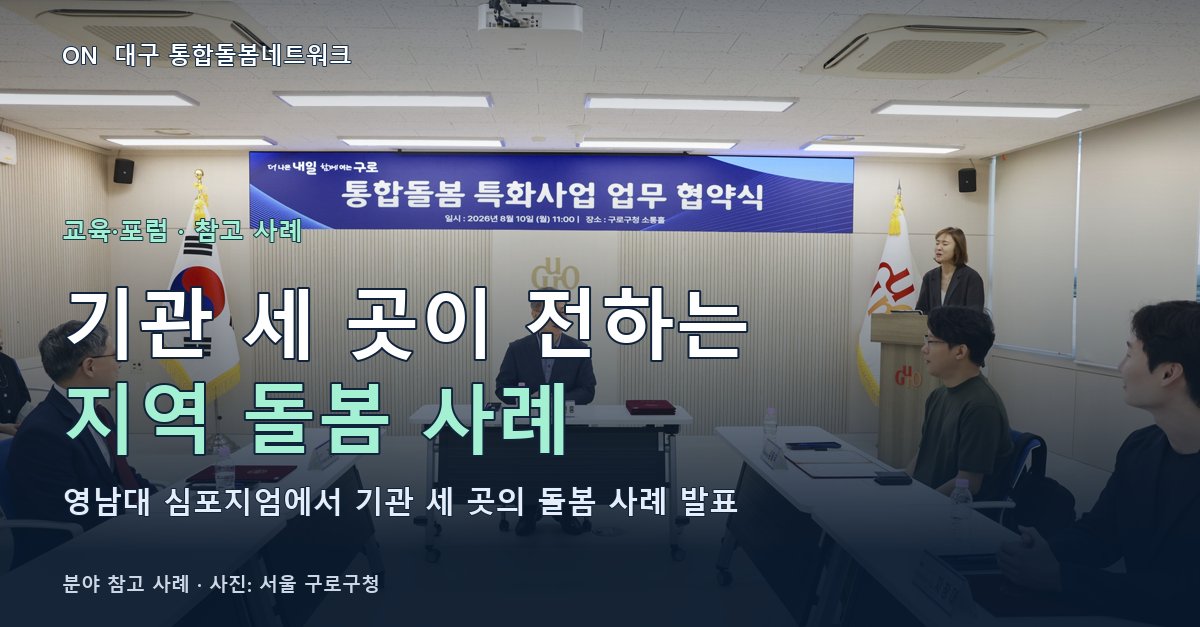 ON 대구 통합돌봄네트워크
더 나은 내일 함께 여는 구로
통합돌봄 특화사업 업무 협약식
일시 : 2026년 8월 10일 (월) 11:00 | 장소 : 구로구청 소통홀
교육·포럼 · 참고 사례
GUrO
기관 세 곳이 전하는
지역 돌봄 사례
영남대 심포지엄에서 기관 세 곳의 돌봄 사례 발표
분야 참고 사례 · 사진: 서울 구로구청